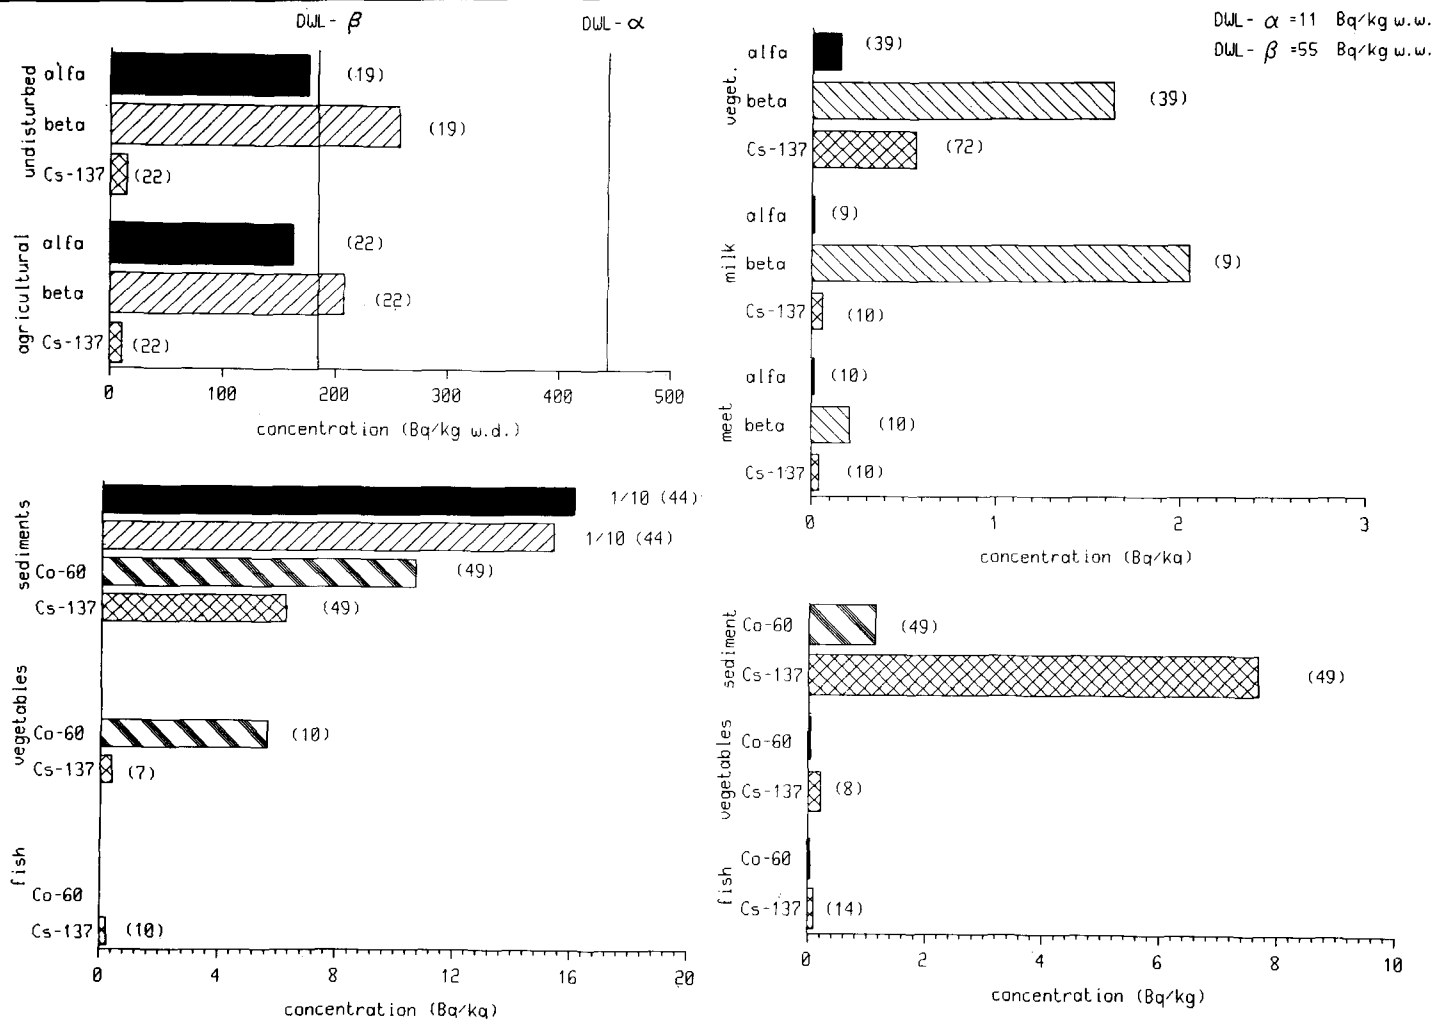 DWL- β
DWL- α
undisturbed
alfa
(19)
beta
(19)
Cs-137
(22)
agricultural
alfa
(22)
beta
(22)
Cs-137
(22)
0 100 200 300 400 500
concentration (Bq/kg w.d.)
DWL- α =11 Bq/kg w.w.
DWL- β =55 Bq/kg w.w.
veget.
alfa
(39)
beta
(39)
Cs-137
(72)
milk
alfa
(9)
beta
(9)
Cs-137
(10)
meet
alfa
(10)
beta
(10)
Cs-137
(10)
0 1 2 3
concentration (Bq/kg)
sediments
1/10 (44)
1/10 (44)
Co-60
(49)
Cs-137
(49)
vegetables
Co-60
(10)
Cs-137
(7)
fish
Co-60
Cs-137
(10)
0 4 8 12 16 20
concentration (Bq/kg)
sediment
Co-60
(49)
Cs-137
(49)
vegetables
Co-60
Cs-137
(8)
fish
Co-60
Cs-137
(14)
0 2 4 6 8 10
concentration (Bq/kg)